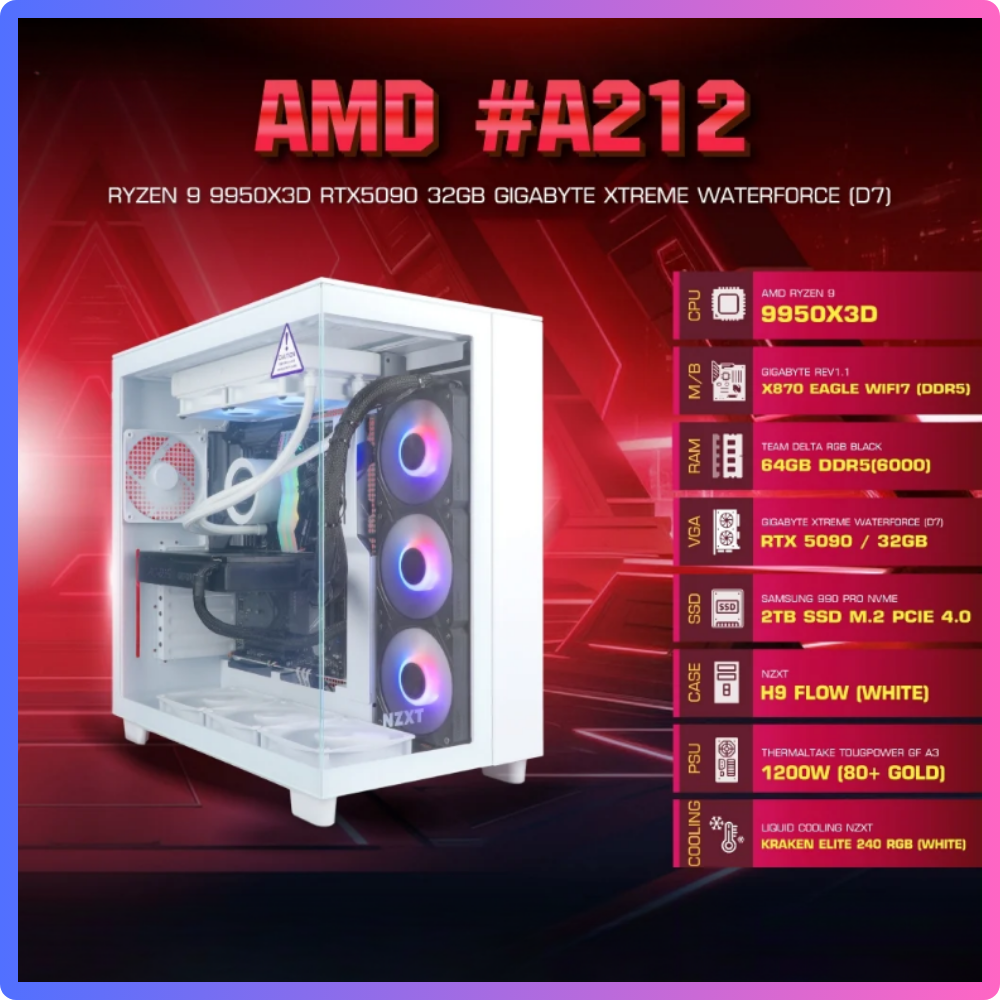 AMD #A212
RYZEN 9 9950X3D RTX5090 32GB GIGABYTE XTREME WATERFORCE (D7)
CPU
AMD RYZEN 9
9950X3D
M/B
GIGABYTE REV1.1
X870 EAGLE WIFI7 (DDR5)
RAM
TEAM DELTA RGB BLACK
64GB DDR5(6000)
VGA
GIGABYTE XTREME WATERFORCE (D7)
RTX 5090 / 32GB
SSD
SSD
SAMSUNG 990 PRO NVME
2TB SSD M.2 PCIE 4.0
CASE
NZXT
H9 FLOW (WHITE)
PSU
THERMALTAKE TOUGPOWER GF A3
1200W (80+ GOLD)
COOLING
LIQUID COOLING NZXT
KRAKEN ELITE 240 RGB (WHITE)
CAUTION
NZXT